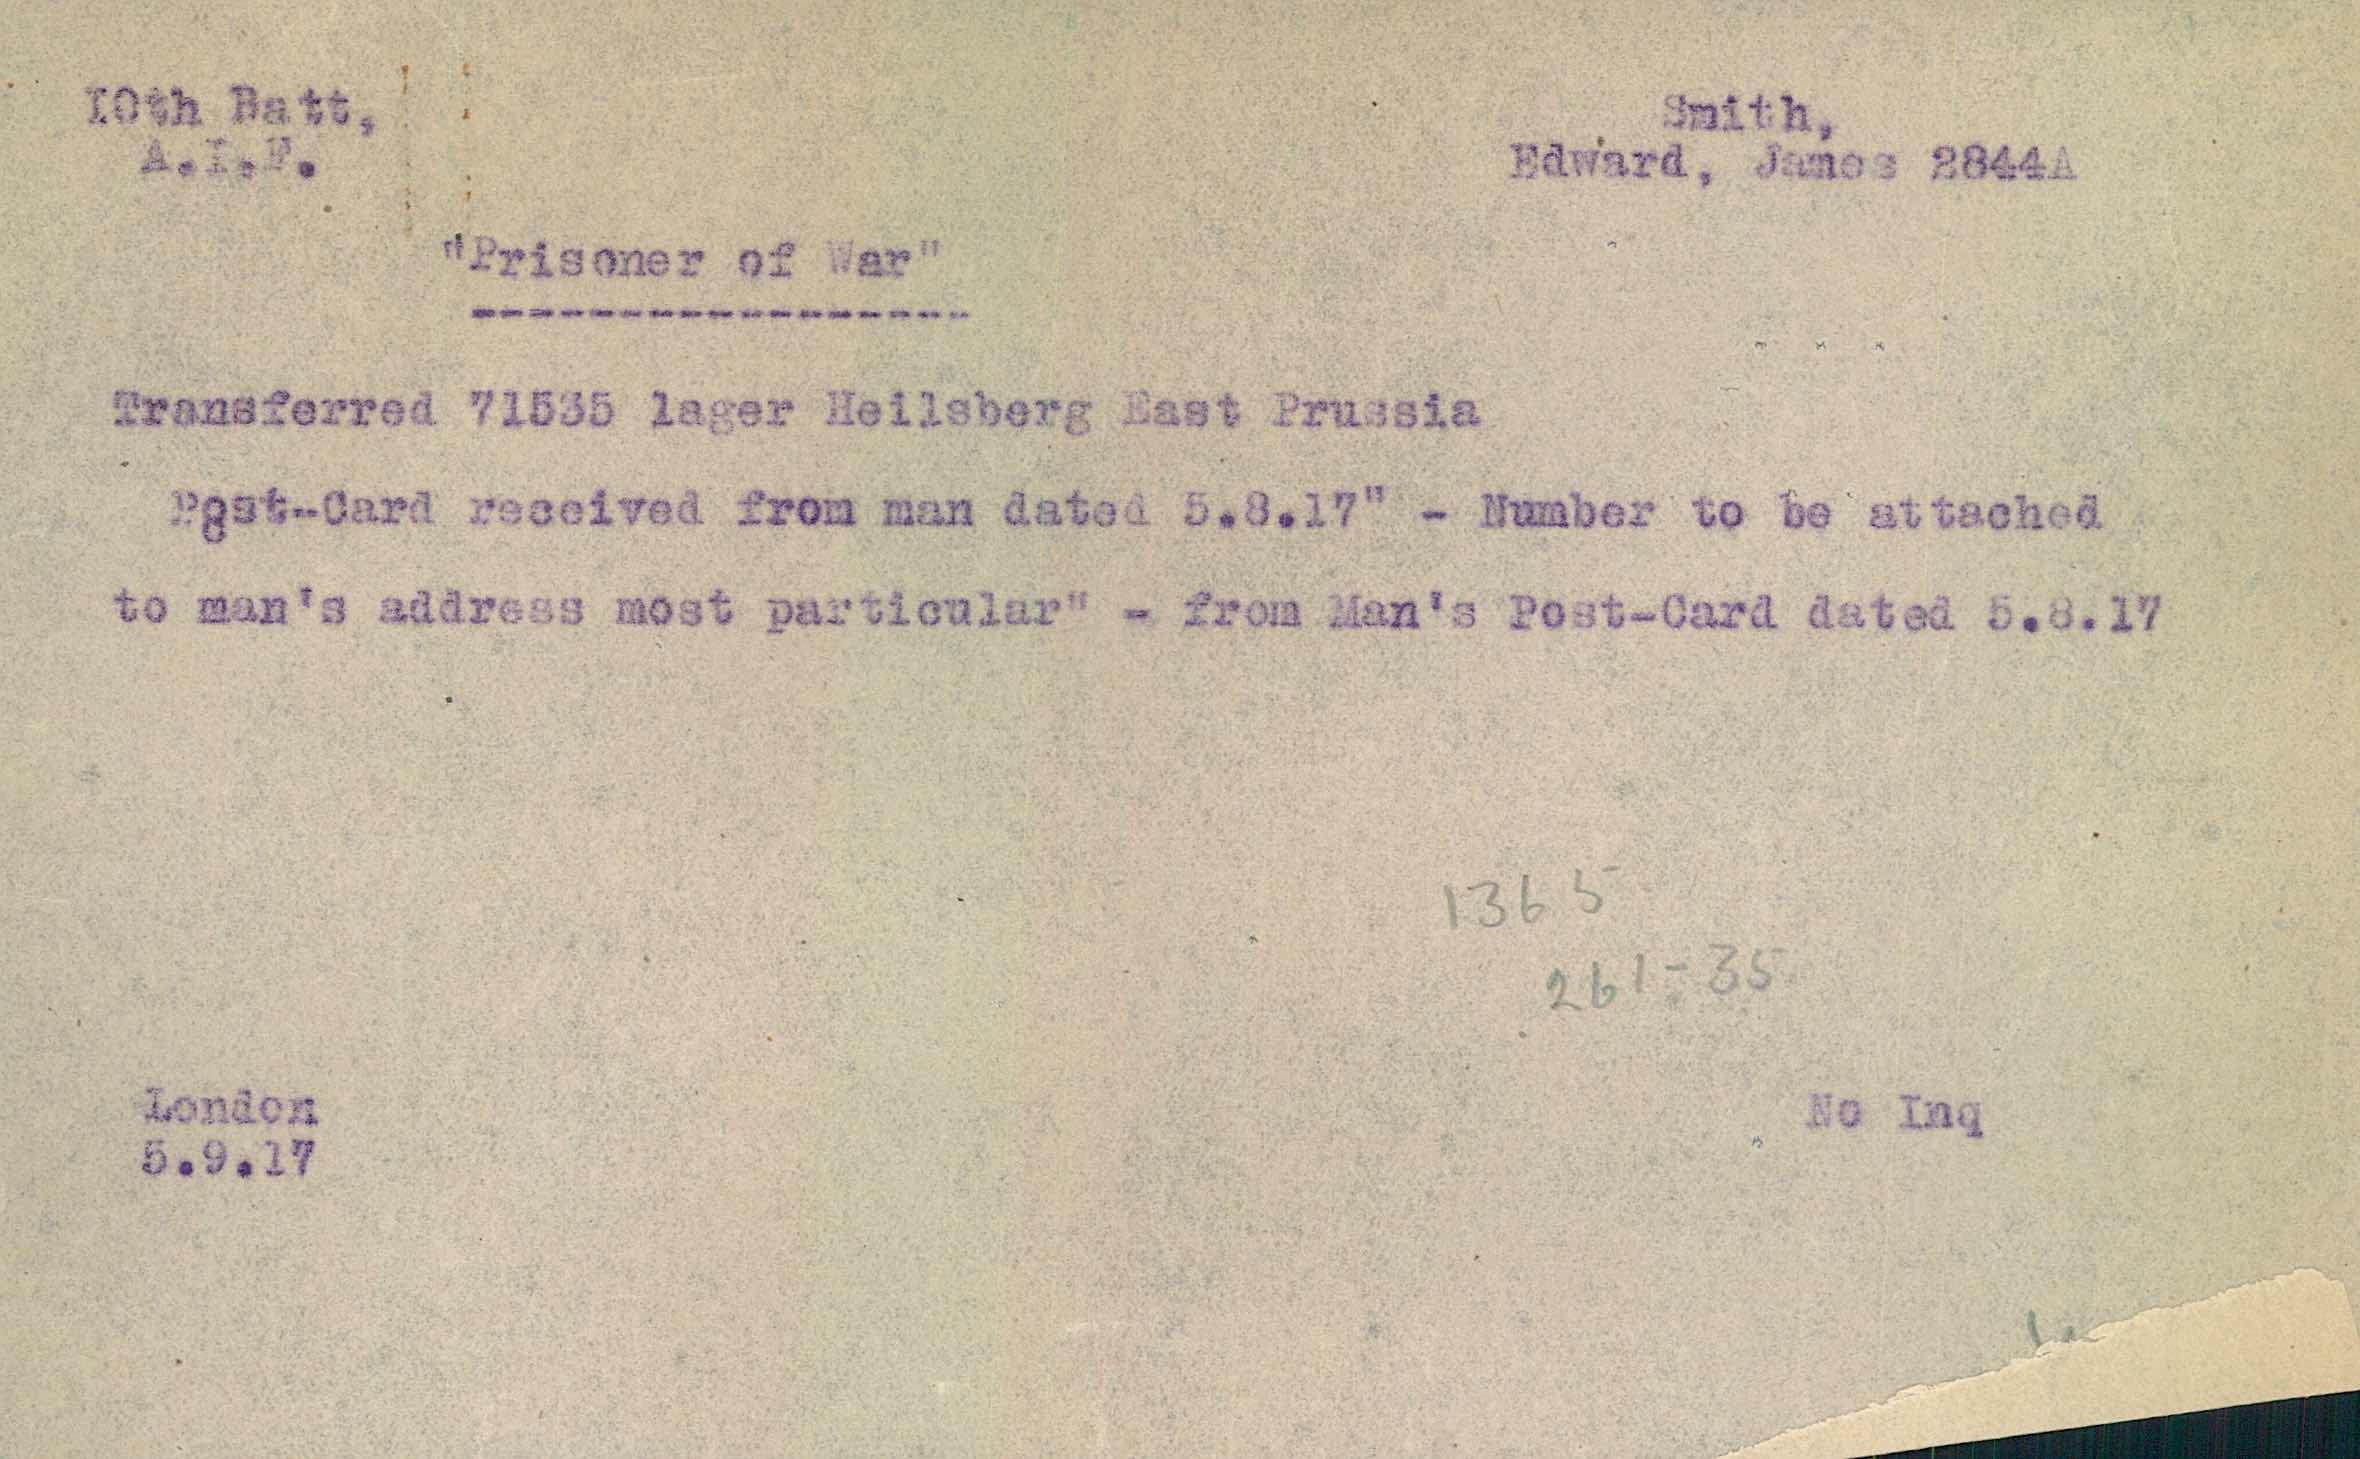 10th Batt,
A.I.F.
Smith,
Edward, James 2844A
"Prisoner of War"
-----------------
Transferred 71535 lager Heilsberg East Prussia
Post-Card received from man dated 5.8.17" - Number to be attached
to man's address most particular" - from Man's Post-Card dated 5.8.17
1365
261-35
London
5.9.17
No Inq